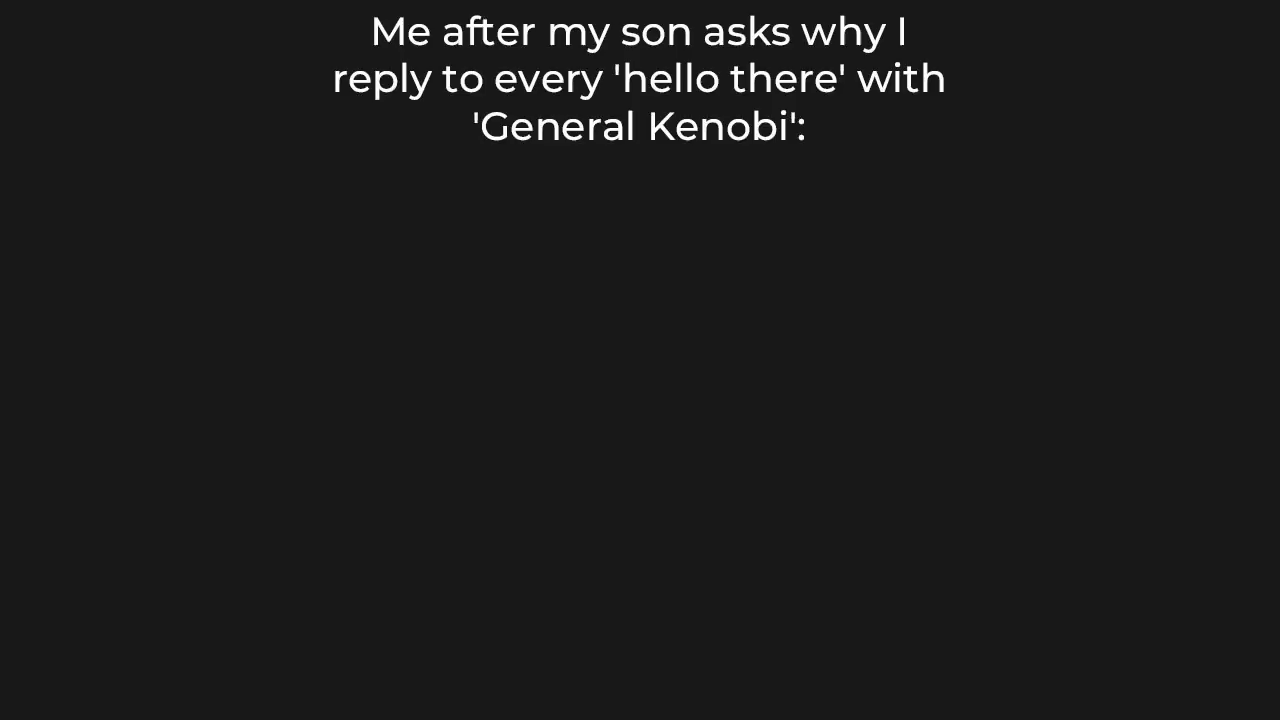 Me after my son asks why I
reply to every 'hello there' with
'General Kenobi':